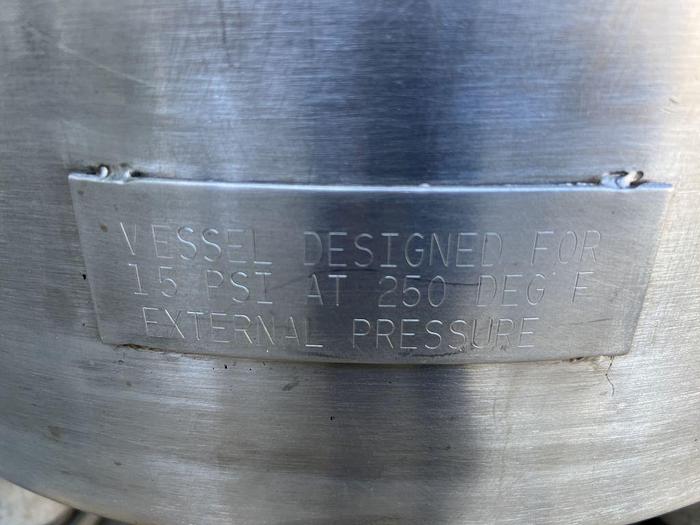 VESSEL DESIGNED FOR
15 PSI AT 250 DEG F
EXTERNAL PRESSURE